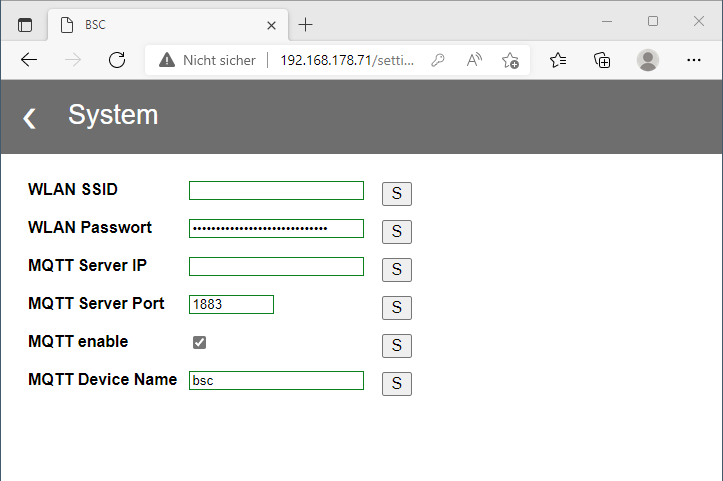 BSC
Nicht sicher 192.168.178.71/setti...
System
WLAN SSID S
WLAN Passwort ••••••••••••••••••••••••••••• S
MQTT Server IP S
MQTT Server Port 1883 S
MQTT enable S
MQTT Device Name bsc S